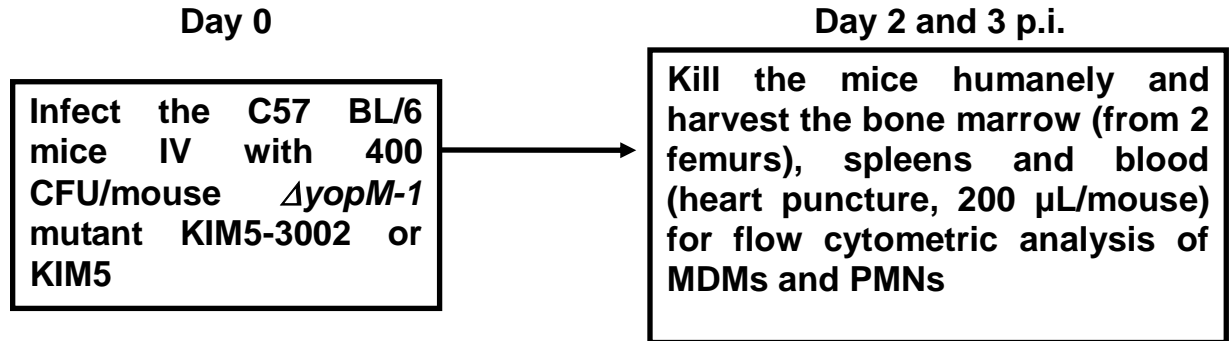 Day 0
Day 2 and 3 p.i.
Infect the C57 BL/6
mice IV with 400
CFU/mouse ΔyopM-1
mutant KIM5-3002 or
KIM5
Kill the mice humanely and
harvest the bone marrow (from 2
femurs), spleens and blood
(heart puncture, 200 µL/mouse)
for flow cytometric analysis of
MDMs and PMNs